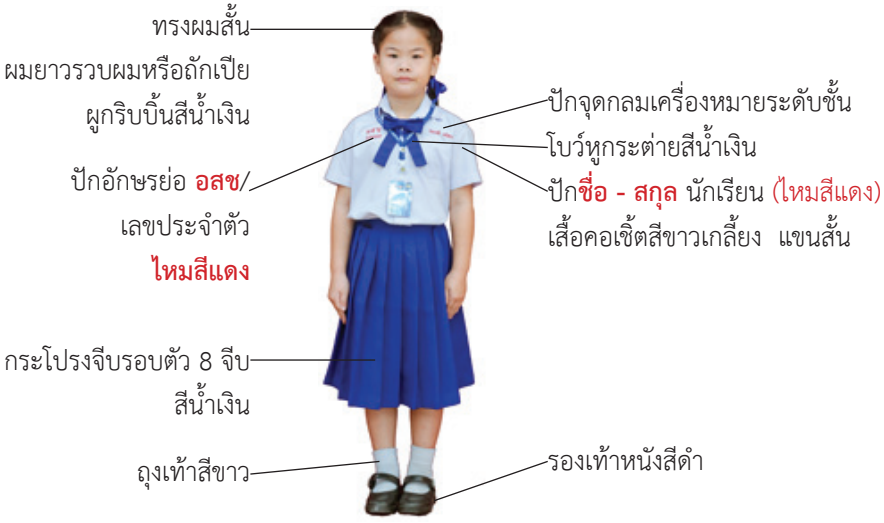 ทรงผมสั้น
ผมยาวรวบผมหรือถักเปีย
ผูกริบบิ้นสีน้ำเงิน
ปักอักษรย่อ อสช/
เลขประจำตัว
ไหมสีแดง
กระโปรงจีบรอบตัว 8 จีบ
สีน้ำเงิน
ถุงเท้าสีขาว
ปักจุดกลมเครื่องหมายระดับชั้น
โบว์หูกระต่ายสีน้ำเงิน
ปักชื่อ - สกุล นักเรียน (ไหมสีแดง)
เสื้อคอเชิ้ตสีขาวเกลี้ยง แขนสั้น
รองเท้าหนังสีดำ